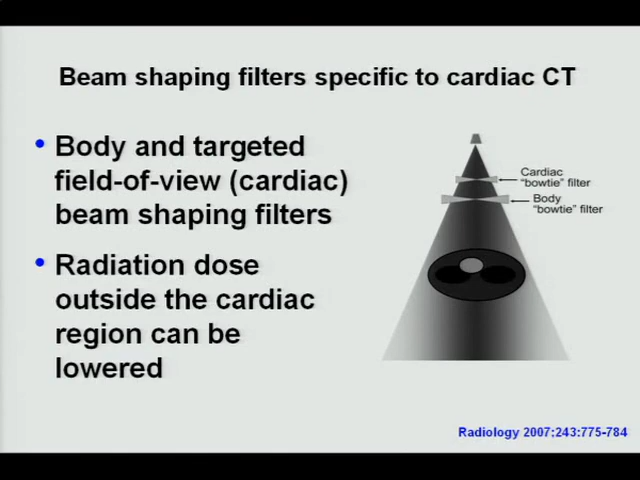 Beam shaping filters specific to cardiac CT
• Body and targeted
field-of-view (cardiac)
beam shaping filters
• Radiation dose
outside the cardiac
region can be
lowered
Cardiac
"bowtie" filter
Body
"bowtie" filter
Radiology 2007;243:775-784